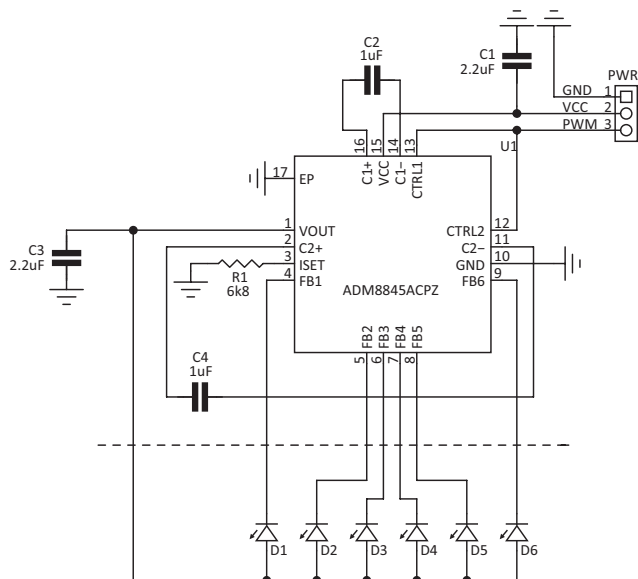 C2
1uF
C1
2.2uF
PWR
GND 1
VCC 2
PWM 3
U1
16 15 14 13
C1+ VCC C1− CTRL1
17 EP
1 VOUT
2 C2+
3 ISET
4 FB1
CTRL2 12
C2− 11
GND 10
FB6 9
C3
2.2uF
R1
6k8
ADM8845ACPZ
FB2 FB3 FB4 FB5
5 6 7 8
C4
1uF
D1 D2 D3 D4 D5 D6